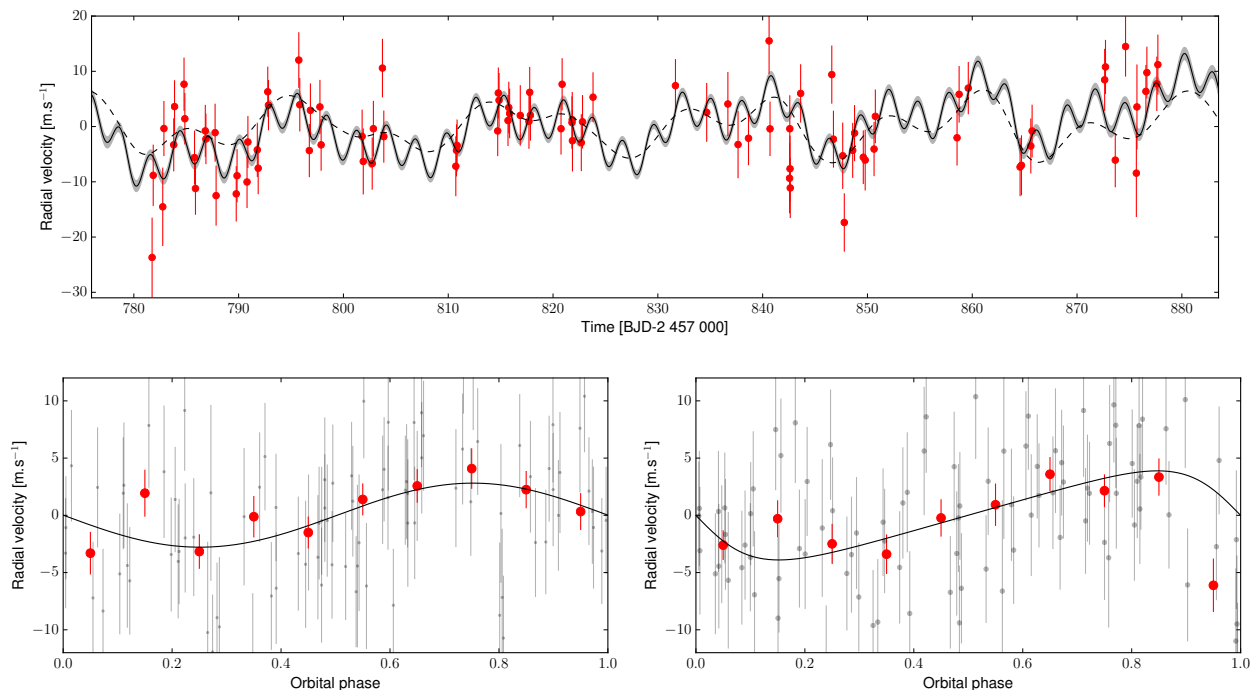 20
10
0
−10
−20
−30
Radial velocity [m.s−1]
780 790 800 810 820 830 840 850 860 870 880
Time [BJD-2 457 000]
10
5
0
−5
−10
Radial velocity [m.s−1]
0.0 0.2 0.4 0.6 0.8 1.0
Orbital phase
10
5
0
−5
−10
Radial velocity [m.s−1]
0.0 0.2 0.4 0.6 0.8 1.0
Orbital phase